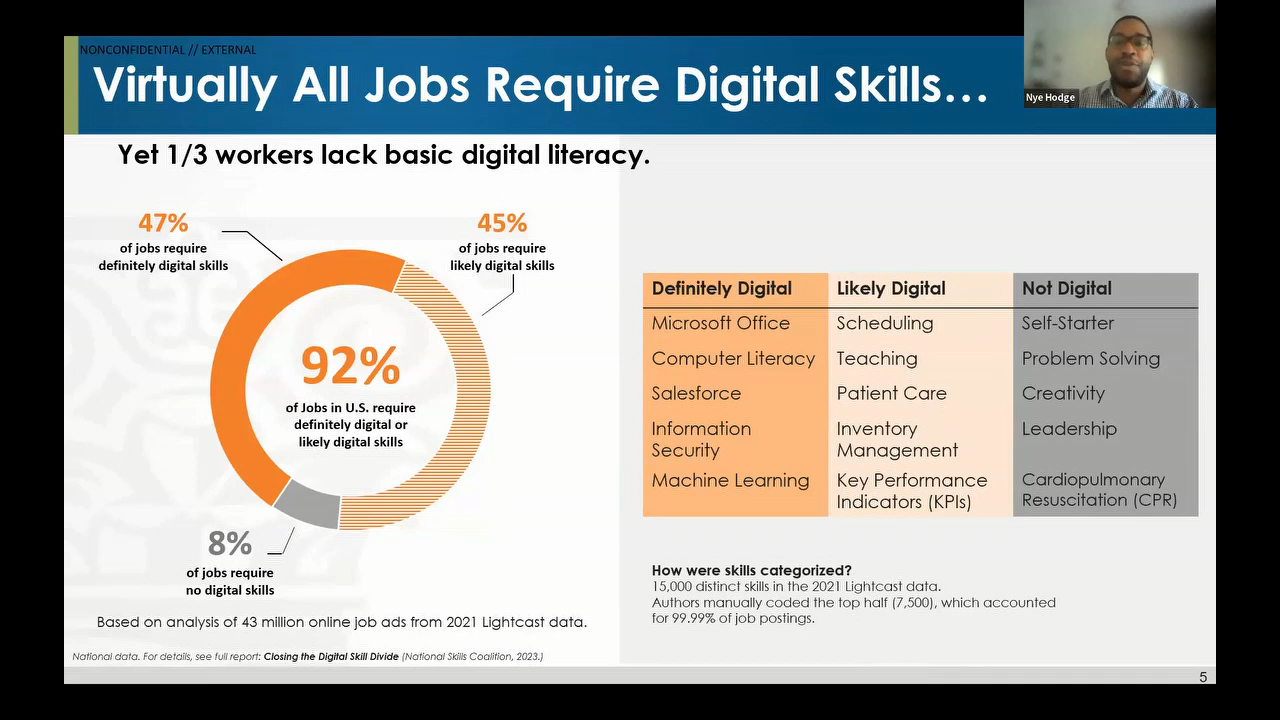 NONCONFIDENTIAL // EXTERNAL
Virtually All Jobs Require Digital Skills...
Nye Hodge
Yet 1/3 workers lack basic digital literacy.
47%
of jobs require
definitely digital skills
45%
of jobs require
likely digital skills
92%
of Jobs in U.S. require
definitely digital or
likely digital skills
8%
of jobs require
no digital skills
Based on analysis of 43 million online job ads from 2021 Lightcast data.
National data. For details, see full report: Closing the Digital Skill Divide (National Skills Coalition, 2023.)
Definitely Digital Likely Digital Not Digital
Microsoft Office Scheduling Self-Starter
Computer Literacy Teaching Problem Solving
Salesforce Patient Care Creativity
Information Inventory Leadership
Security Management
Machine Learning Key Performance Cardiopulmonary
Indicators (KPIs) Resuscitation (CPR)
How were skills categorized?
15,000 distinct skills in the 2021 Lightcast data.
Authors manually coded the top half (7,500), which accounted
for 99.99% of job postings.
5